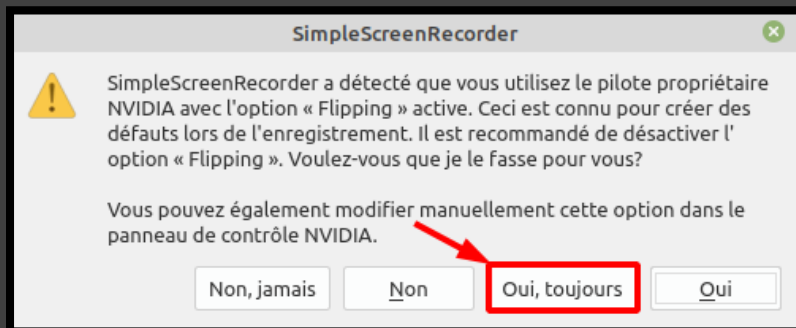 SimpleScreenRecorder
SimpleScreenRecorder a détecté que vous utilisez le pilote propriétaire
NVIDIA avec l'option « Flipping » active. Ceci est connu pour créer des
défauts lors de l'enregistrement. Il est recommandé de désactiver l'
option « Flipping ». Voulez-vous que je le fasse pour vous?
Vous pouvez également modifier manuellement cette option dans le
panneau de contrôle NVIDIA.
Non, jamais
Non
Oui, toujours
Oui